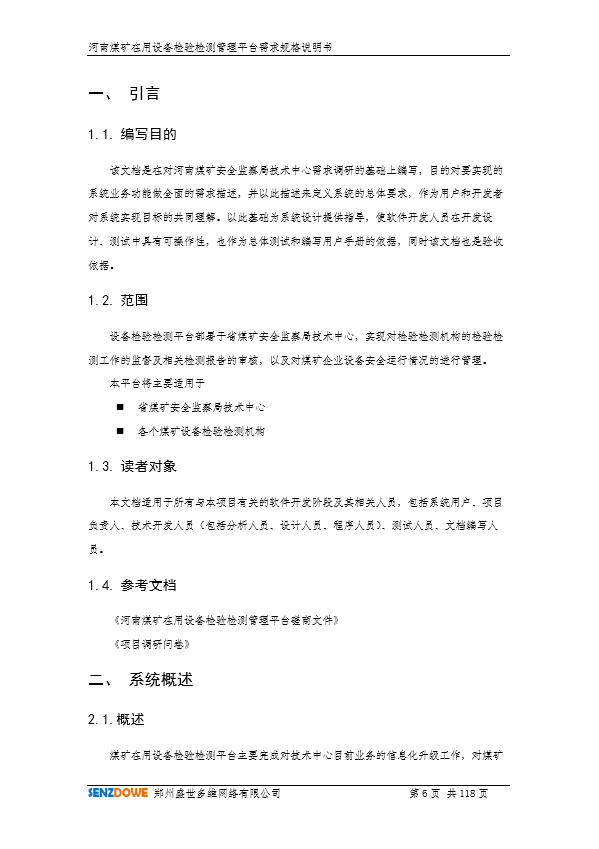 河南煤矿在用设备检验检测管理平台需求规格说明书
一、 引言
1.1. 编写目的
该文档是在对河南煤矿安全监察局技术中心需求调研的基础上编写，目的对要实现的
系统业务功能做全面的需求描述，并以此描述来定义系统的总体要求，作为用户和开发者
对系统实现目标的共同理解。以此基础为系统设计提供指导，使软件开发人员在开发设
计、测试中具有可操作性，也作为总体测试和编写用户手册的依据，同时该文档也是验收
依据。
1.2. 范围
设备检验检测平台部署于省煤矿安全监察局技术中心，实现对检验检测机构的检验检
测工作的监督及相关检测报告的审核，以及对煤矿企业设备安全运行情况的进行管理。
本平台将主要适用于
■ 省煤矿安全监察局技术中心
■ 各个煤矿设备检验检测机构
1.3. 读者对象
本文档适用于所有与本项目有关的软件开发阶段及其相关人员，包括系统用户、项目
负责人、技术开发人员（包括分析人员、设计人员、程序人员）、测试人员、文档编写人
员。
1.4. 参考文档
《河南煤矿在用设备检验检测管理平台磋商文件》
《项目调研问卷》
二、 系统概述
2.1.概述
煤矿在用设备检验检测平台主要完成对技术中心目前业务的信息化升级工作，对煤矿
SENZDOWE 郑州盛世多维网络有限公司 第 6 页 共 118 页